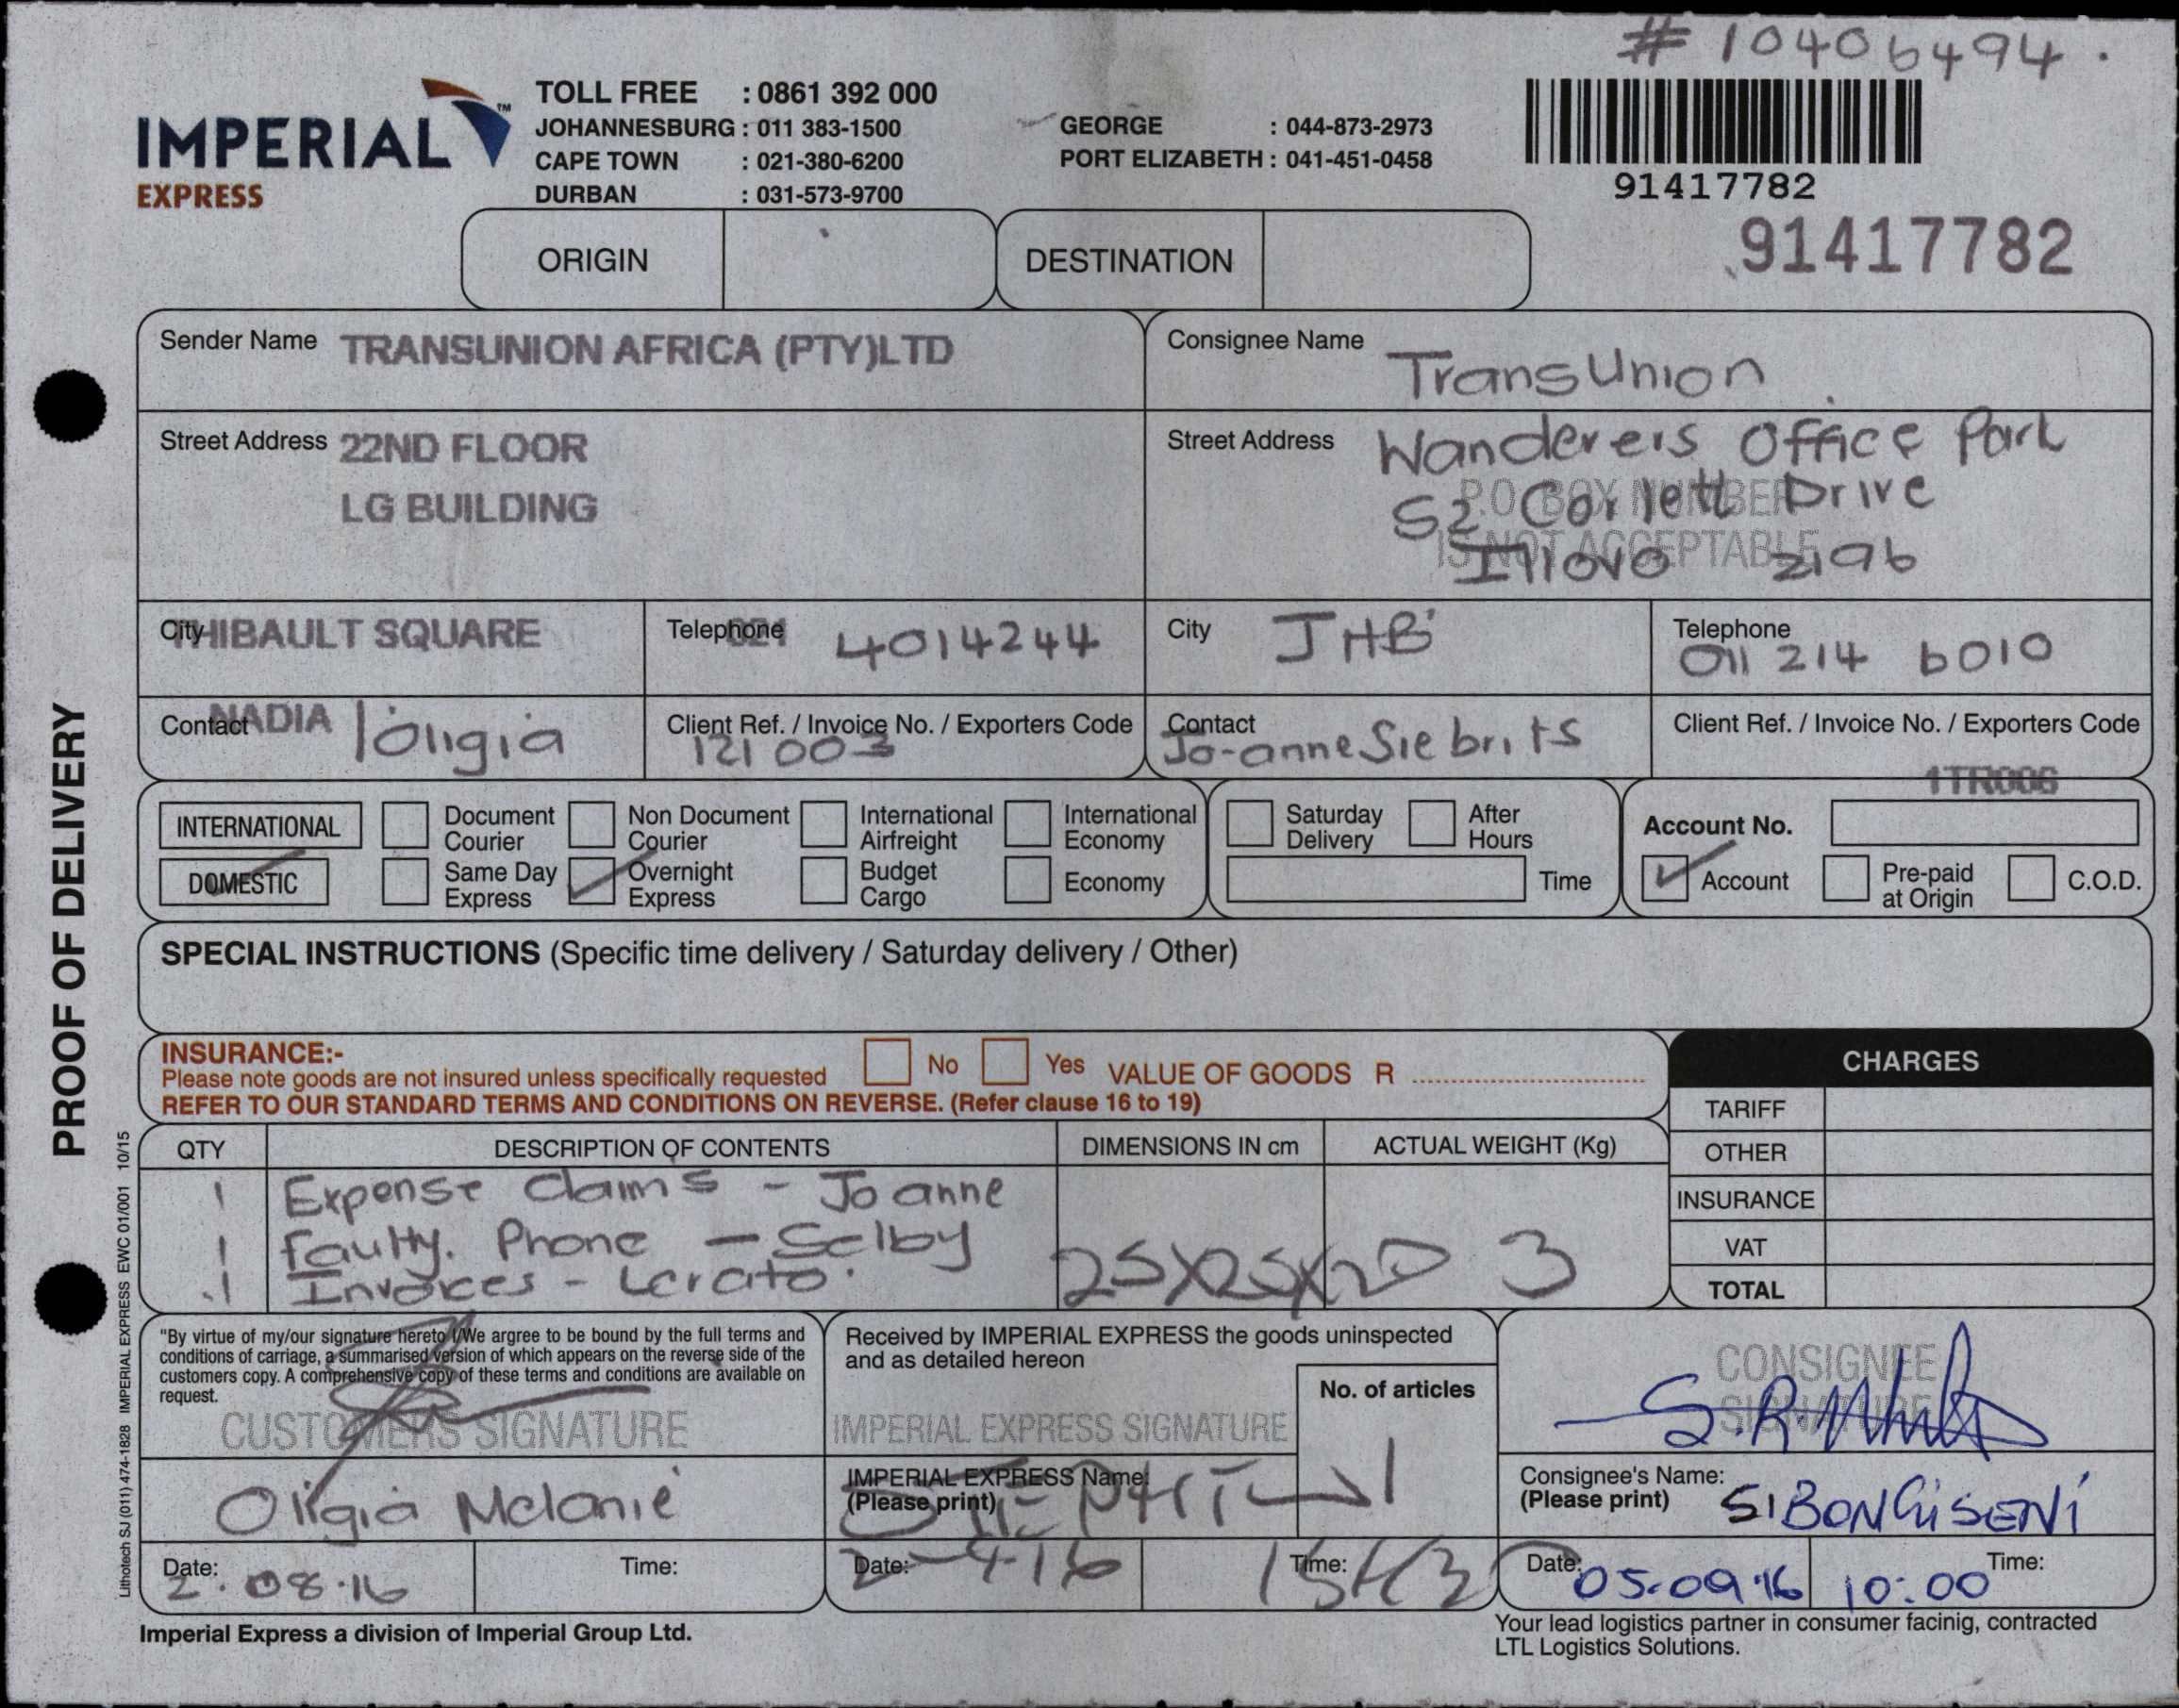 # 10406494.
IMPERIAL™
EXPRESS
TOLL FREE : 0861 392 000
JOHANNESBURG : 011 383-1500
CAPE TOWN : 021-380-6200
DURBAN : 031-573-9700
GEORGE : 044-873-2973
PORT ELIZABETH : 041-451-0458
91417782
91417782
ORIGIN
DESTINATION
PROOF OF DELIVERY
Lithotech SJ (011) 474-1828 IMPERIAL EXPRESS EWC 01/001 10/15
Sender Name TRANSUNION AFRICA (PTY)LTD
Consignee Name TransUnion
Street Address 22ND FLOOR
LG BUILDING
Street Address Wanderers Office Park
P.O BOX NUMBER
52 Corlett Drive
IS NOT ACCEPTABLE
Illovo 2196
City THIBAULT SQUARE
Telephone 021 4014244
City JHB
Telephone
011 214 6010
Contact NADIA / Oligia
Client Ref. / Invoice No. / Exporters Code
121 003
Contact
Jo-anne Siebrits
Client Ref. / Invoice No. / Exporters Code
1TR006
INTERNATIONAL
Document Courier
Non Document Courier
International Airfreight
International Economy
DOMESTIC
Same Day Express
Overnight Express
Budget Cargo
Economy
Saturday Delivery
After Hours
Time
Account No.
Account
Pre-paid at Origin
C.O.D.
SPECIAL INSTRUCTIONS (Specific time delivery / Saturday delivery / Other)
INSURANCE:-
Please note goods are not insured unless specifically requested
No
Yes
VALUE OF GOODS R
REFER TO OUR STANDARD TERMS AND CONDITIONS ON REVERSE. (Refer clause 16 to 19)
CHARGES
TARIFF
OTHER
INSURANCE
VAT
TOTAL
QTY DESCRIPTION OF CONTENTS DIMENSIONS IN cm ACTUAL WEIGHT (Kg)
1 Expense Claims - Joanne
1 Faulty. Phone - Selby
1 Invoices - Lerato.
25x25x20 3
"By virtue of my/our signature hereto I/We argree to be bound by the full terms and
conditions of carriage, a summarised version of which appears on the reverse side of the
customers copy. A comprehensive copy of these terms and conditions are available on
request.
CUSTOMERS SIGNATURE
Oligia Melanie
Date: 2.08.16
Time:
Received by IMPERIAL EXPRESS the goods uninspected
and as detailed hereon
No. of articles
1
IMPERIAL EXPRESS SIGNATURE
IMPERIAL EXPRESS Name:
(Please print)
Date:
Time:
CONSIGNEE
SIGNATURE
Consignee's Name:
(Please print) SIBONGISENI
Date: 05.09.16
10:00 Time:
Imperial Express a division of Imperial Group Ltd.
Your lead logistics partner in consumer facinig, contracted
LTL Logistics Solutions.